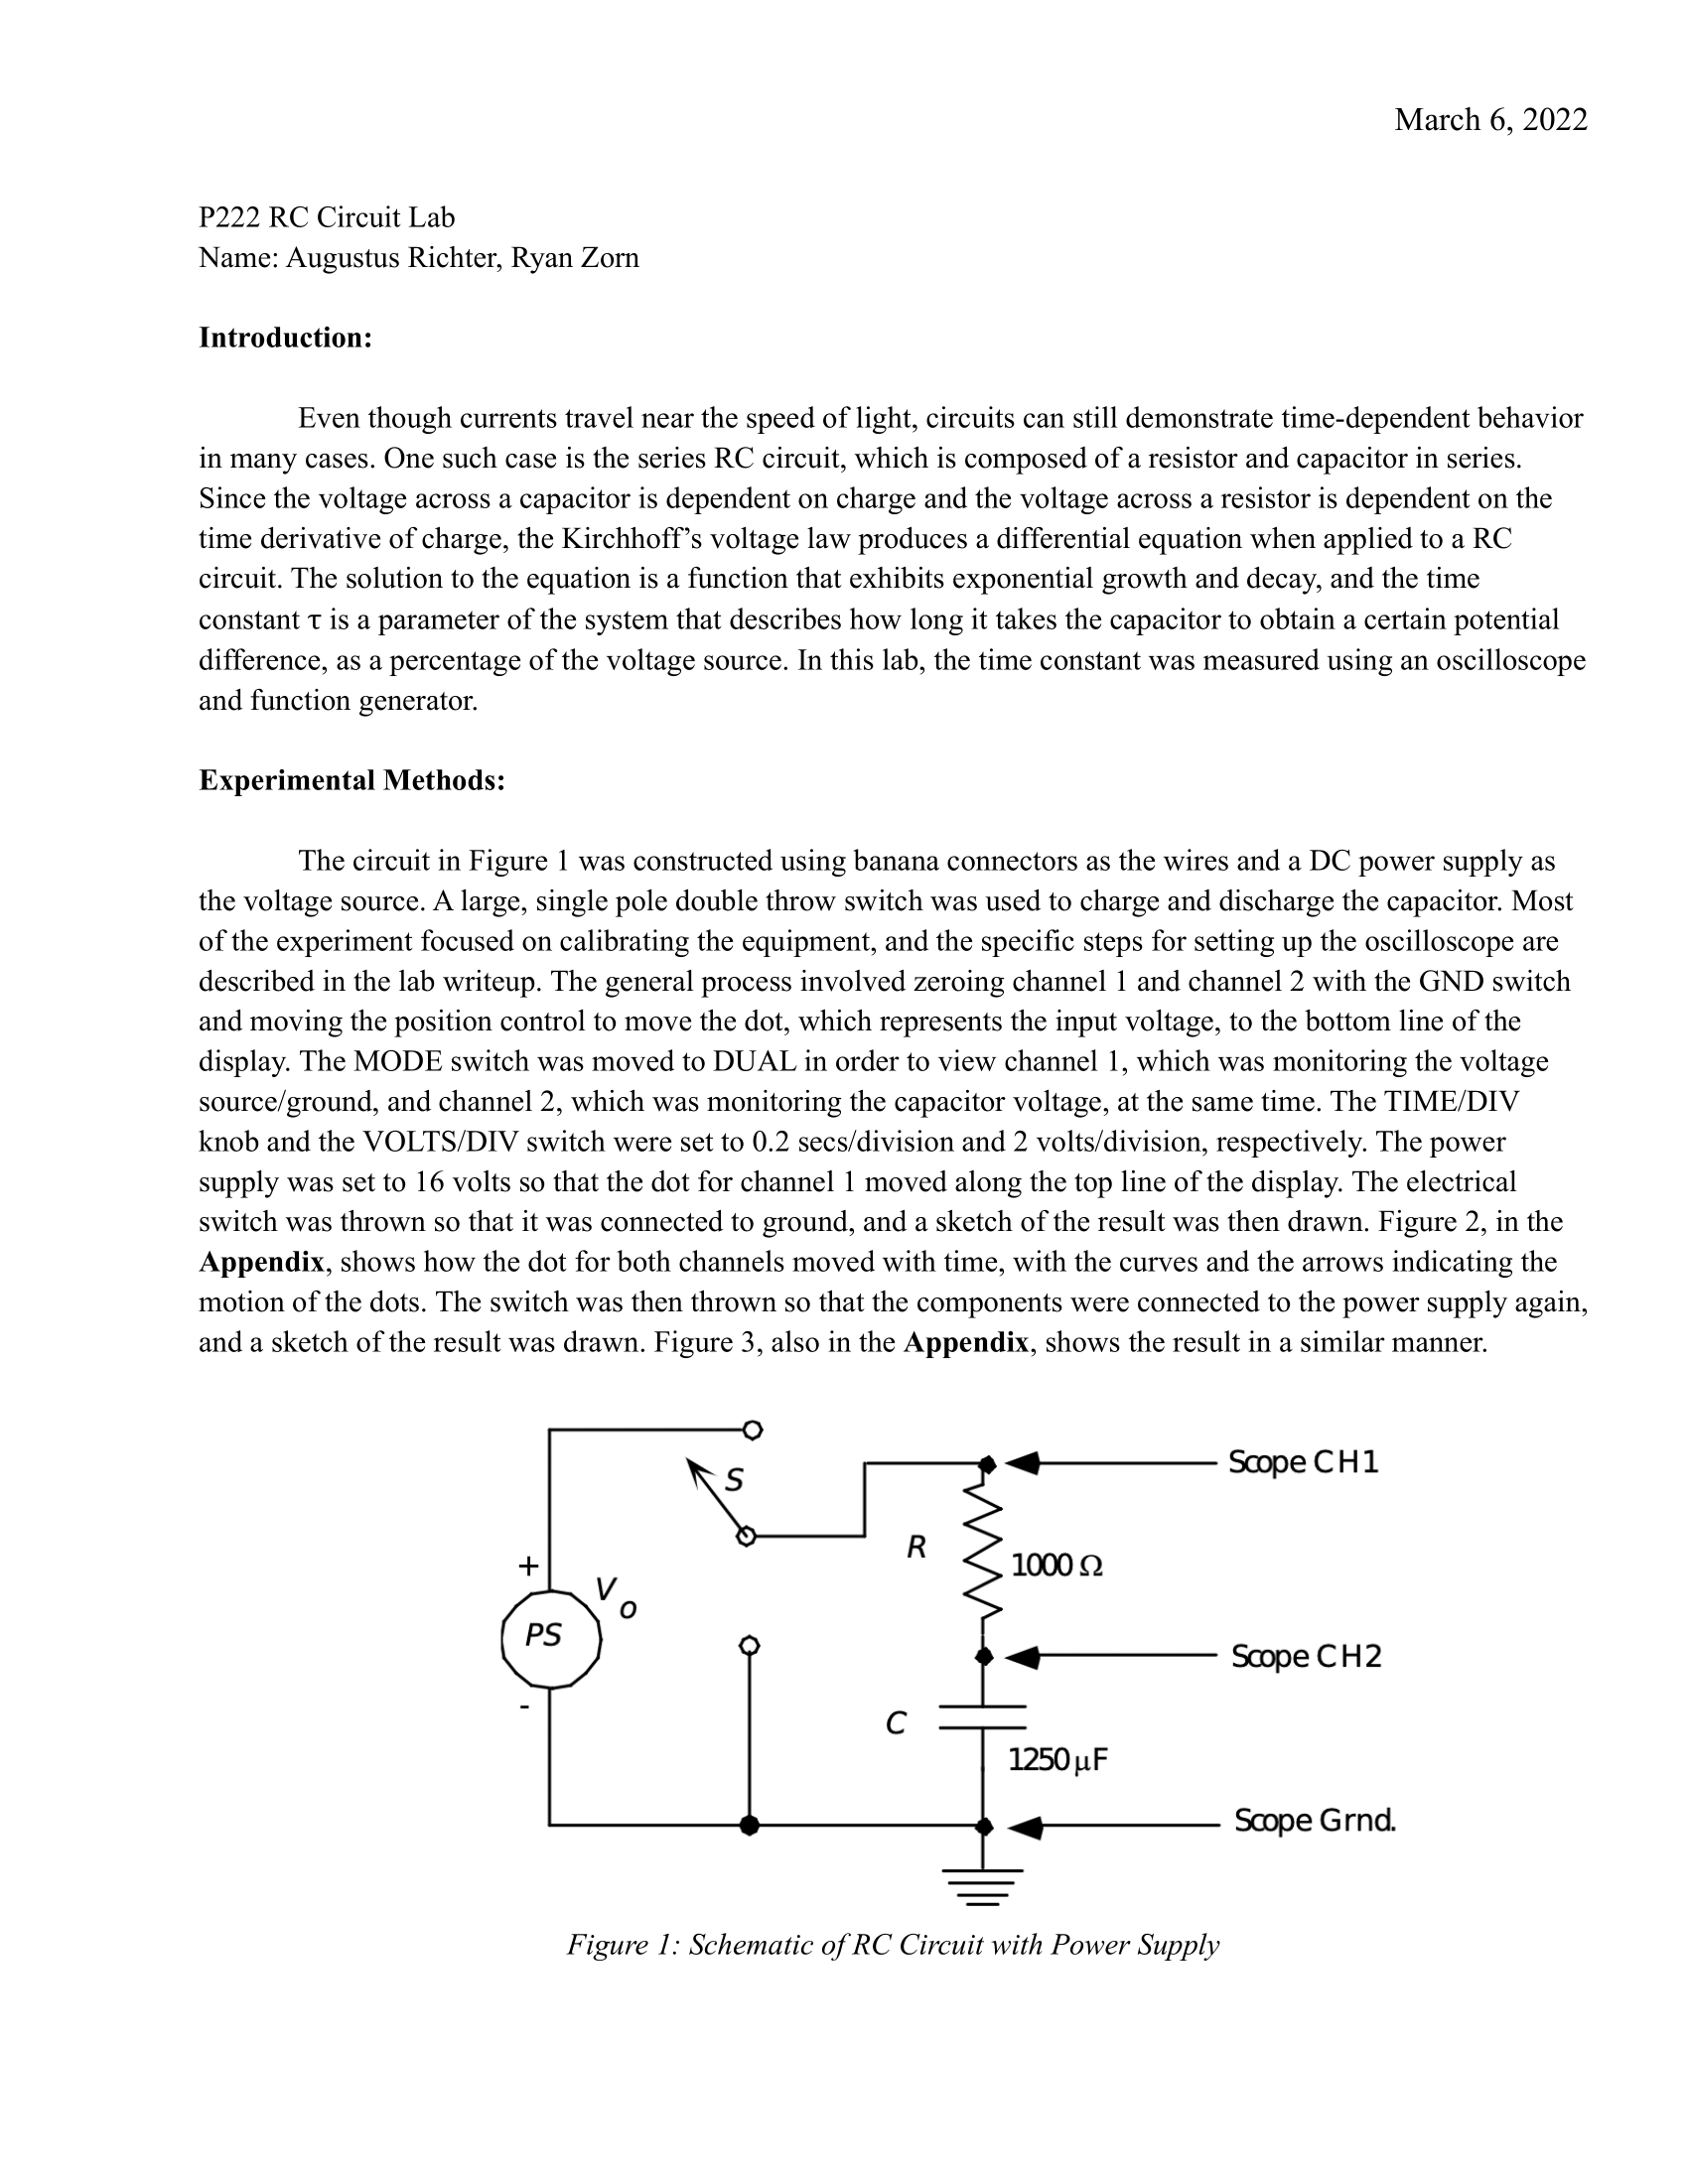 March 6, 2022
P222 RC Circuit Lab
Name: Augustus Richter, Ryan Zorn
Introduction:
Even though currents travel near the speed of light, circuits can still demonstrate time-dependent behavior
in many cases. One such case is the series RC circuit, which is composed of a resistor and capacitor in series.
Since the voltage across a capacitor is dependent on charge and the voltage across a resistor is dependent on the
time derivative of charge, the Kirchhoff’s voltage law produces a differential equation when applied to a RC
circuit. The solution to the equation is a function that exhibits exponential growth and decay, and the time
constant τ is a parameter of the system that describes how long it takes the capacitor to obtain a certain potential
difference, as a percentage of the voltage source. In this lab, the time constant was measured using an oscilloscope
and function generator.
Experimental Methods:
The circuit in Figure 1 was constructed using banana connectors as the wires and a DC power supply as
the voltage source. A large, single pole double throw switch was used to charge and discharge the capacitor. Most
of the experiment focused on calibrating the equipment, and the specific steps for setting up the oscilloscope are
described in the lab writeup. The general process involved zeroing channel 1 and channel 2 with the GND switch
and moving the position control to move the dot, which represents the input voltage, to the bottom line of the
display. The MODE switch was moved to DUAL in order to view channel 1, which was monitoring the voltage
source/ground, and channel 2, which was monitoring the capacitor voltage, at the same time. The TIME/DIV
knob and the VOLTS/DIV switch were set to 0.2 secs/division and 2 volts/division, respectively. The power
supply was set to 16 volts so that the dot for channel 1 moved along the top line of the display. The electrical
switch was thrown so that it was connected to ground, and a sketch of the result was then drawn. Figure 2, in the
Appendix, shows how the dot for both channels moved with time, with the curves and the arrows indicating the
motion of the dots. The switch was then thrown so that the components were connected to the power supply again,
and a sketch of the result was drawn. Figure 3, also in the Appendix, shows the result in a similar manner.
Scope CH1
S
R
1000 Ω
+
V o
PS
Scope CH2
-
C
1250 μF
Scope Grnd.
Figure 1: Schematic of RC Circuit with Power Supply